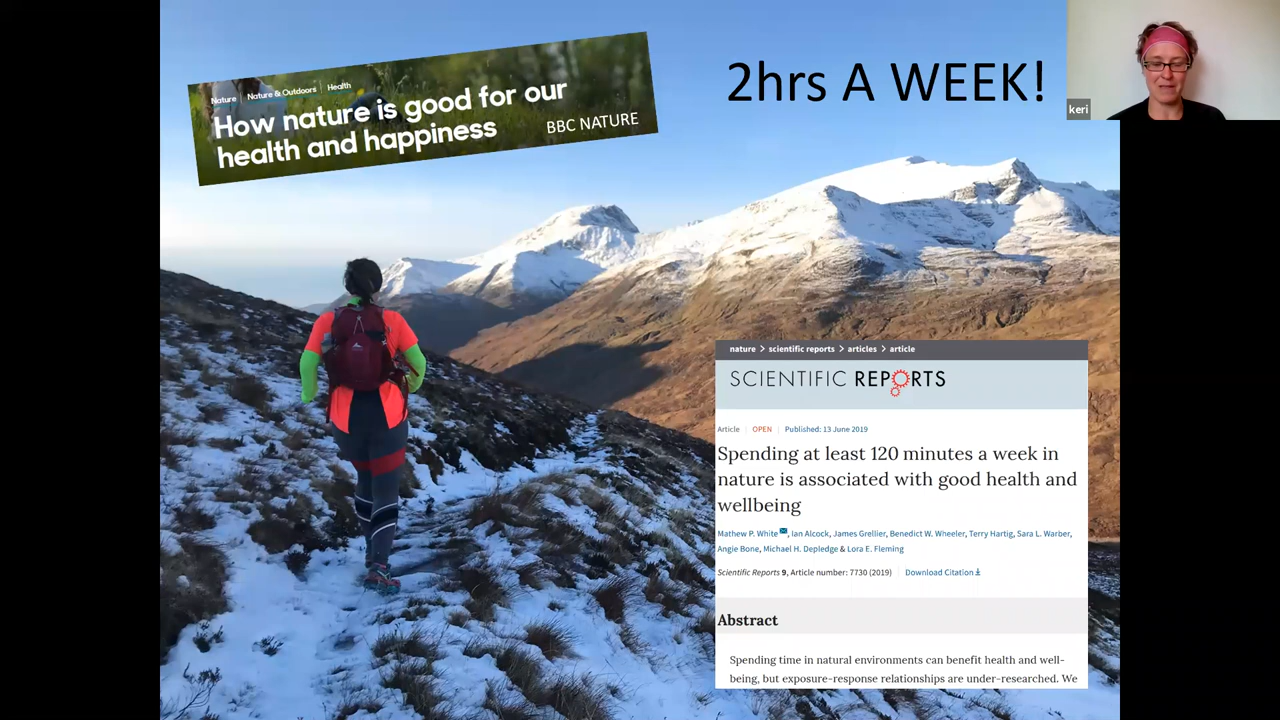 Nature | Nature & Outdoors | Health
How nature is good for our
health and happiness
BBC NATURE
2hrs A WEEK!
keri
nature > scientific reports > articles > article
SCIENTIFIC REPORTS
Article | OPEN | Published: 13 June 2019
Spending at least 120 minutes a week in
nature is associated with good health and
wellbeing
Mathew P. White, Ian Alcock, James Grellier, Benedict W. Wheeler, Terry Hartig, Sara L. Warber,
Angie Bone, Michael H. Depledge & Lora E. Fleming
Scientific Reports 9, Article number: 7730 (2019) | Download Citation
Abstract
Spending time in natural environments can benefit health and well-
being, but exposure-response relationships are under-researched. We